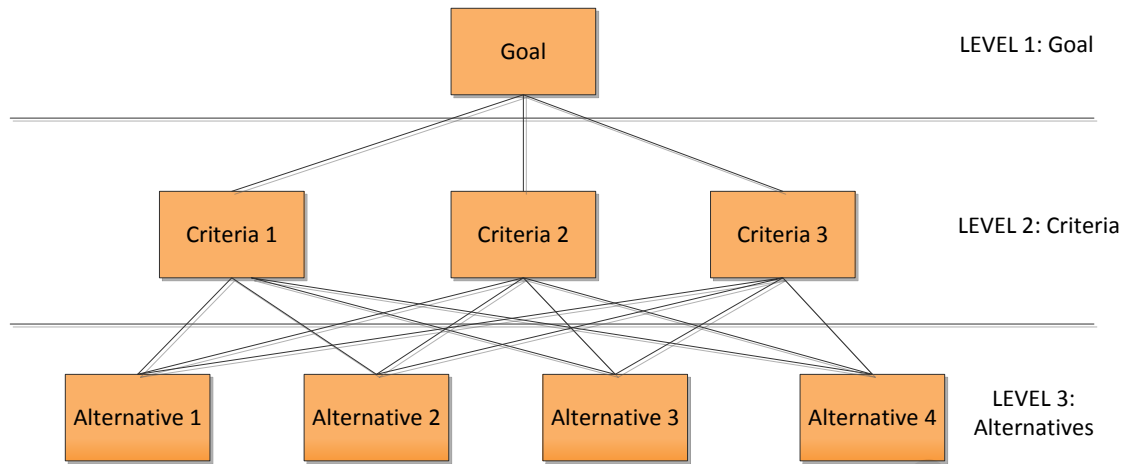 Goal
LEVEL 1: Goal
Criteria 1
Criteria 2
Criteria 3
LEVEL 2: Criteria
Alternative 1
Alternative 2
Alternative 3
Alternative 4
LEVEL 3:
Alternatives